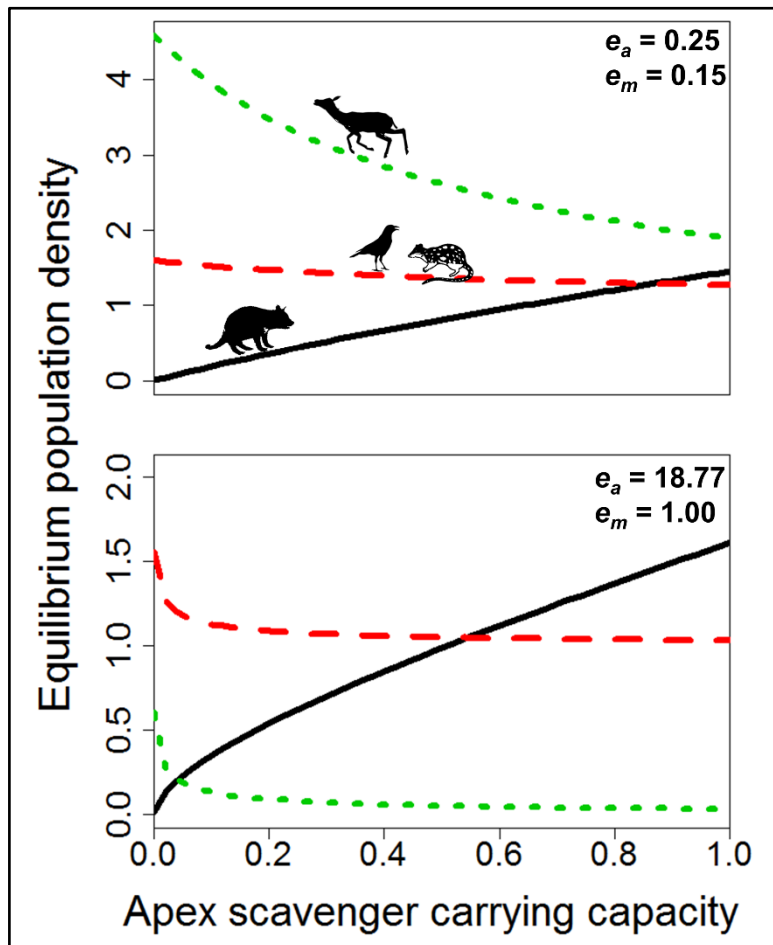 Equilibrium population density
e_a = 0.25
e_m = 0.15
4
3
2
1
0
e_a = 18.77
e_m = 1.00
2.0
1.5
1.0
0.5
0.0
0.0 0.2 0.4 0.6 0.8 1.0
Apex scavenger carrying capacity